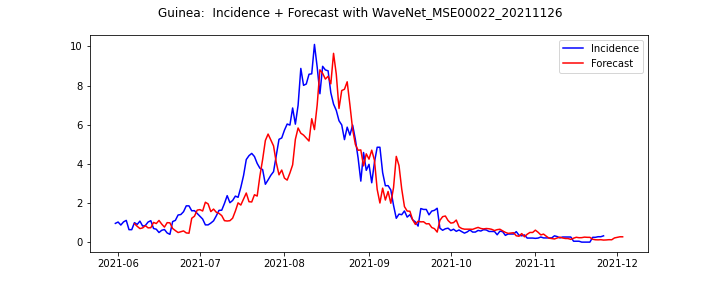 Guinea:  Incidence + Forecast with WaveNet_MSE00022_20211126
Incidence
Forecast
10
8
6
4
2
0
2021-06 2021-07 2021-08 2021-09 2021-10 2021-11 2021-12